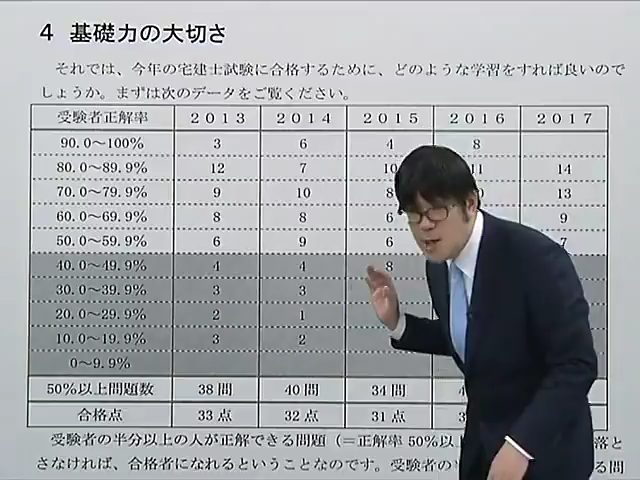 4 基礎力の大切さ
それでは、今年の宅建士試験に合格するために、どのような学習をすれば良いので
しょうか。まずは次のデータをご覧ください。
受験者正解率 2013 2014 2015 2016 2017
90.0〜100% 3 6 4 8
80.0〜89.9% 12 7 10 14
70.0〜79.9% 9 10 8 13
60.0〜69.9% 8 8 6 9
50.0〜59.9% 6 9 6 7
40.0〜49.9% 4 4 8
30.0〜39.9% 3 3
20.0〜29.9% 2 1
10.0〜19.9% 3 2
0〜9.9%
50%以上問題数 38問 40問 34問
合格点 33点 32点 31点
受験者の半分以上の人が正解できる問題（＝正解率50%以 落と
さなければ、合格者になれるということなのです。受験者の る問